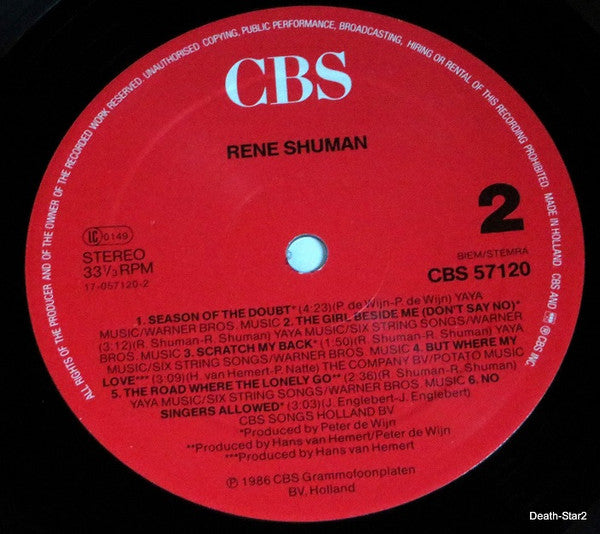 ALL RIGHTS OF THE PRODUCER AND OF THE OWNER OF THE RECORDED WORK RESERVED. UNAUTHORISED COPYING, PUBLIC PERFORMANCE, BROADCASTING, HIRING OR RENTAL OF THIS RECORDING PROHIBITED. MADE IN HOLLAND CBS AND ® © CBS INC.
CBS
RENE SHUMAN
2
IC 0149
STEREO
33 1/3 RPM
17-057120-2
BIEM/STEMRA
CBS 57120
1. SEASON OF THE DOUBT* (4:23)(P. de Wijn-P. de Wijn) YAYA
MUSIC/WARNER BROS. MUSIC 2. THE GIRL BESIDE ME (DON'T SAY NO)*
(3:12)(R. Shuman-R. Shuman) YAYA MUSIC/SIX STRING SONGS/WARNER
BROS. MUSIC 3. SCRATCH MY BACK* (1:50)(R. Shuman-R. Shuman)
YAYA MUSIC/SIX STRING SONGS/WARNER BROS. MUSIC 4. BUT WHERE MY
LOVE*** (3:09)(H. van Hemert-P. Natte) THE COMPANY BV/POTATO MUSIC
5. THE ROAD WHERE THE LONELY GO** (2:36)(R. Shuman-R. Shuman)
YAYA MUSIC/SIX STRING SONGS/WARNER BROS. MUSIC 6. NO
SINGERS ALLOWED* (3:03)(J. Englebert-J. Englebert)
CBS SONGS HOLLAND BV
*Produced by Peter de Wijn
**Produced by Hans van Hemert/Peter de Wijn
***Produced by Hans van Hemert
℗ 1986 CBS Grammofoonplaten
BV, Holland
Death-Star2